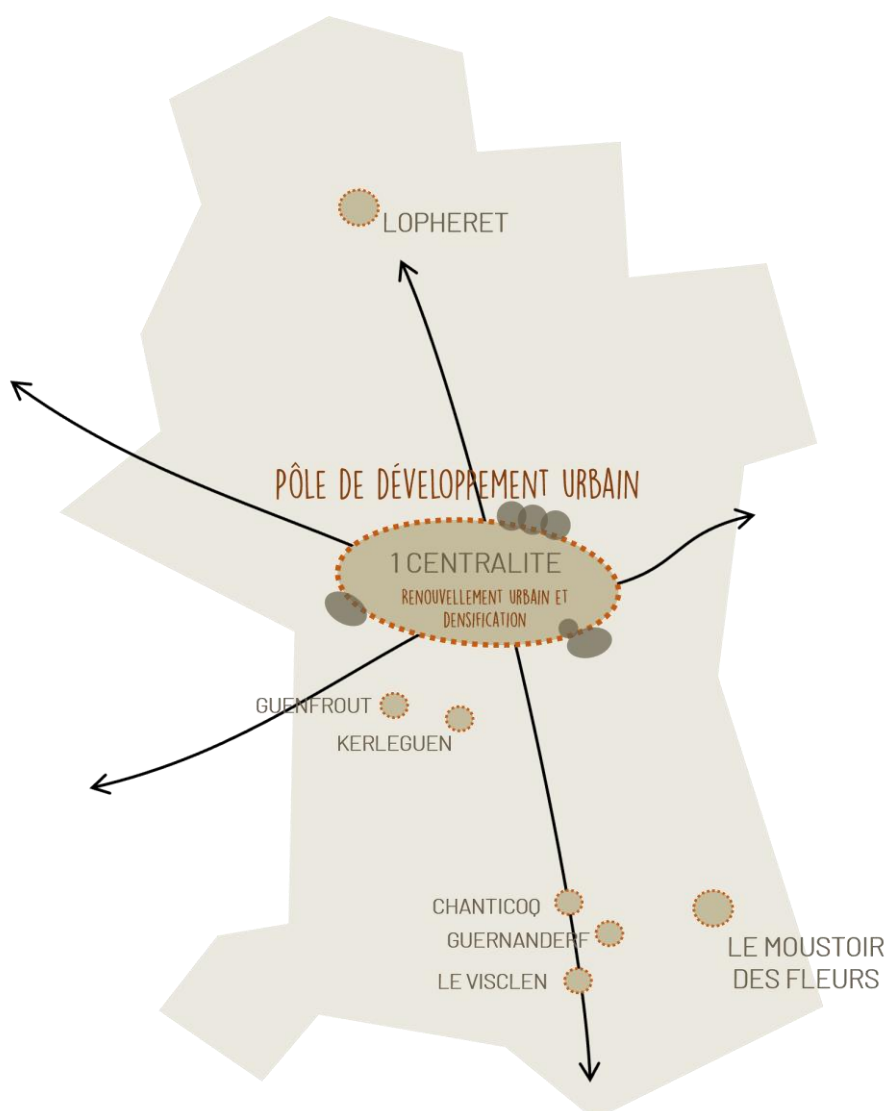 LOPHERET
PÔLE DE DÉVELOPPEMENT URBAIN
1 CENTRALITE
RENOUVELLEMENT URBAIN ET
DENSIFICATION
GUENFROUT
KERLEGUEN
CHANTICOQ
GUERNANDERF
LE VISCLEN
LE MOUSTOIR
DES FLEURS